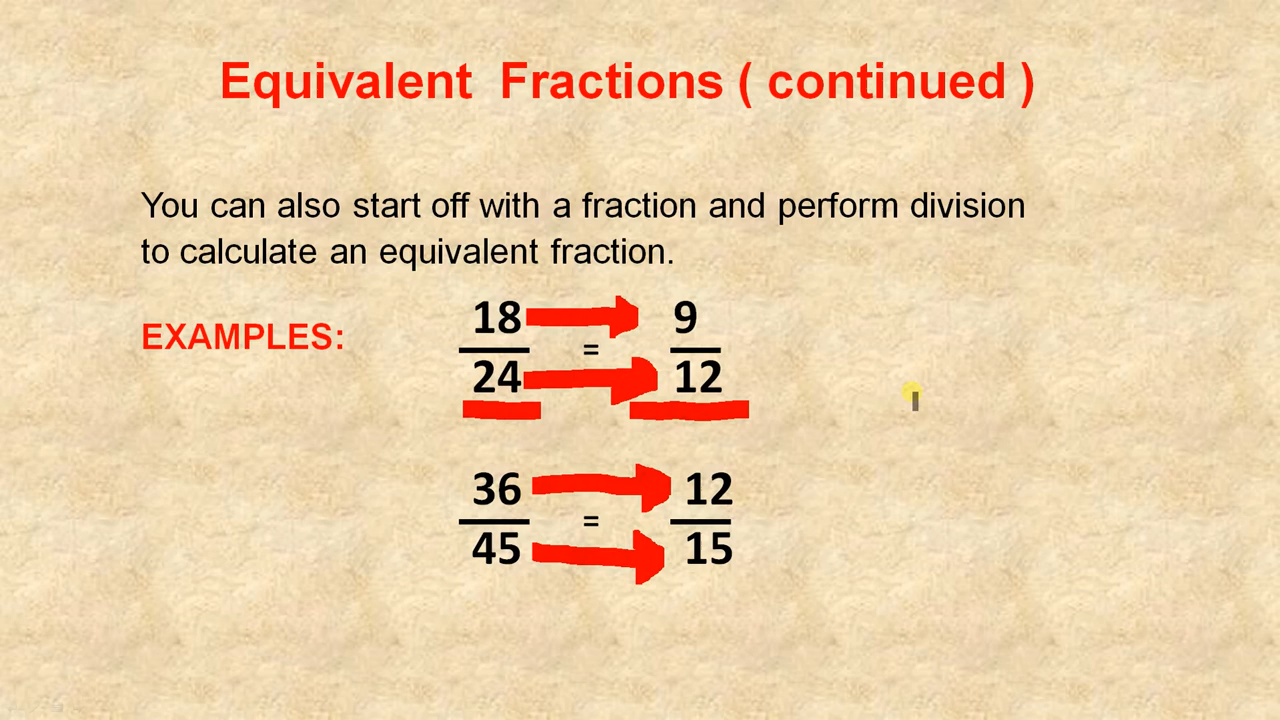 Equivalent Fractions ( continued )
You can also start off with a fraction and perform division
to calculate an equivalent fraction.
EXAMPLES:
18 9
=
24 12
36 12
=
45 15